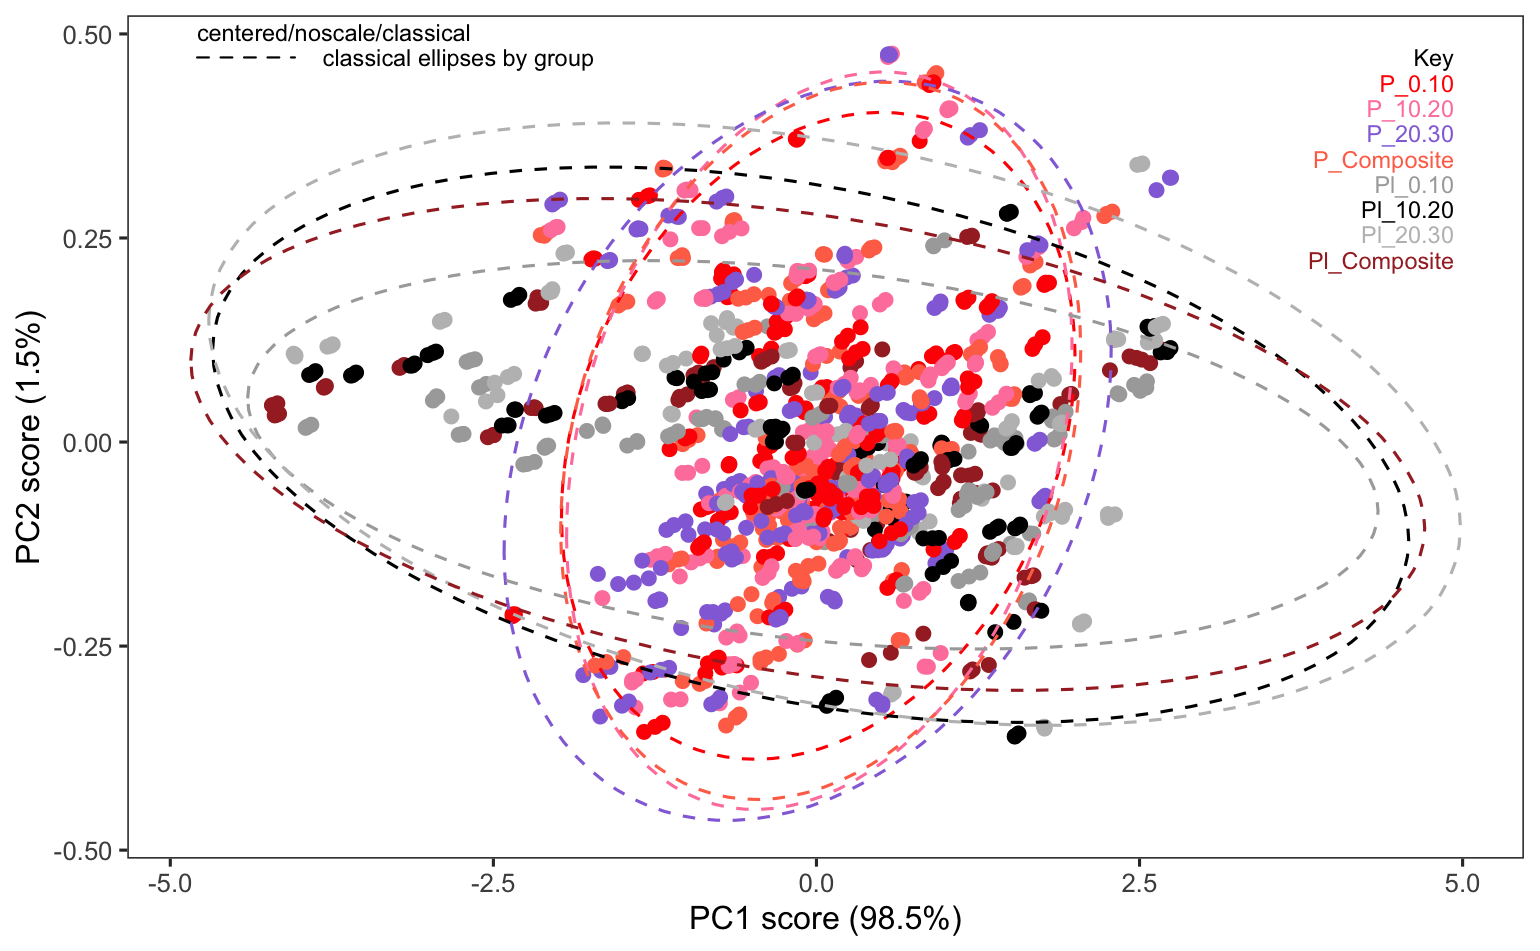 centered/noscale/classical
classical ellipses by group
Key
P_0.10
P_10.20
P_20.30
P_Composite
Pl_0.10
Pl_10.20
Pl_20.30
Pl_Composite
0.50
0.25
0.00
-0.25
-0.50
PC2 score (1.5%)
-5.0 -2.5 0.0 2.5 5.0
PC1 score (98.5%)